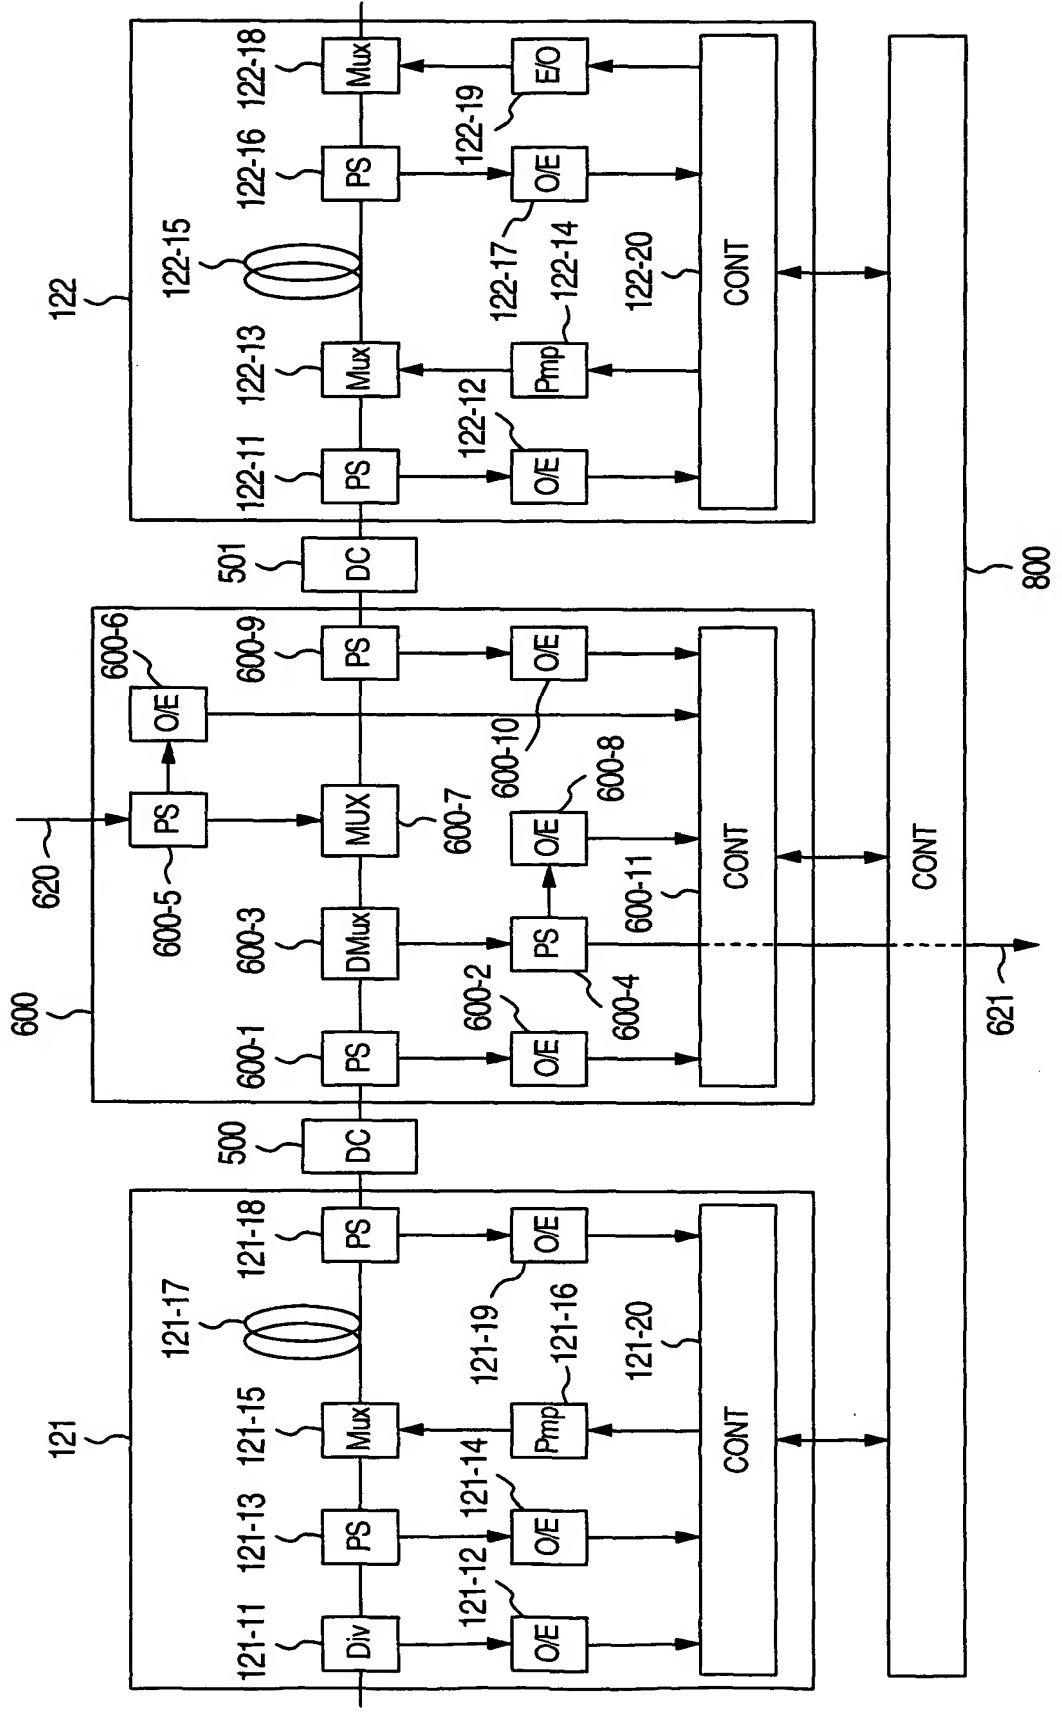 121
121-11
Div
121-12
O/E
121-13
PS
121-14
O/E
121-15
Mux
121-16
Pmp
121-17
121-18
PS
121-19
O/E
121-20
CONT
500
DC
600
600-1
PS
600-2
O/E
600-3
DMux
600-4
PS
621
620
600-5
PS
600-6
O/E
MUX
600-7
O/E
600-8
600-9
PS
600-10
O/E
600-11
CONT
501
DC
122
122-11
PS
122-12
O/E
122-13
Mux
122-14
Pmp
122-15
122-16
PS
122-17
O/E
122-18
Mux
122-19
E/O
122-20
CONT
CONT
800